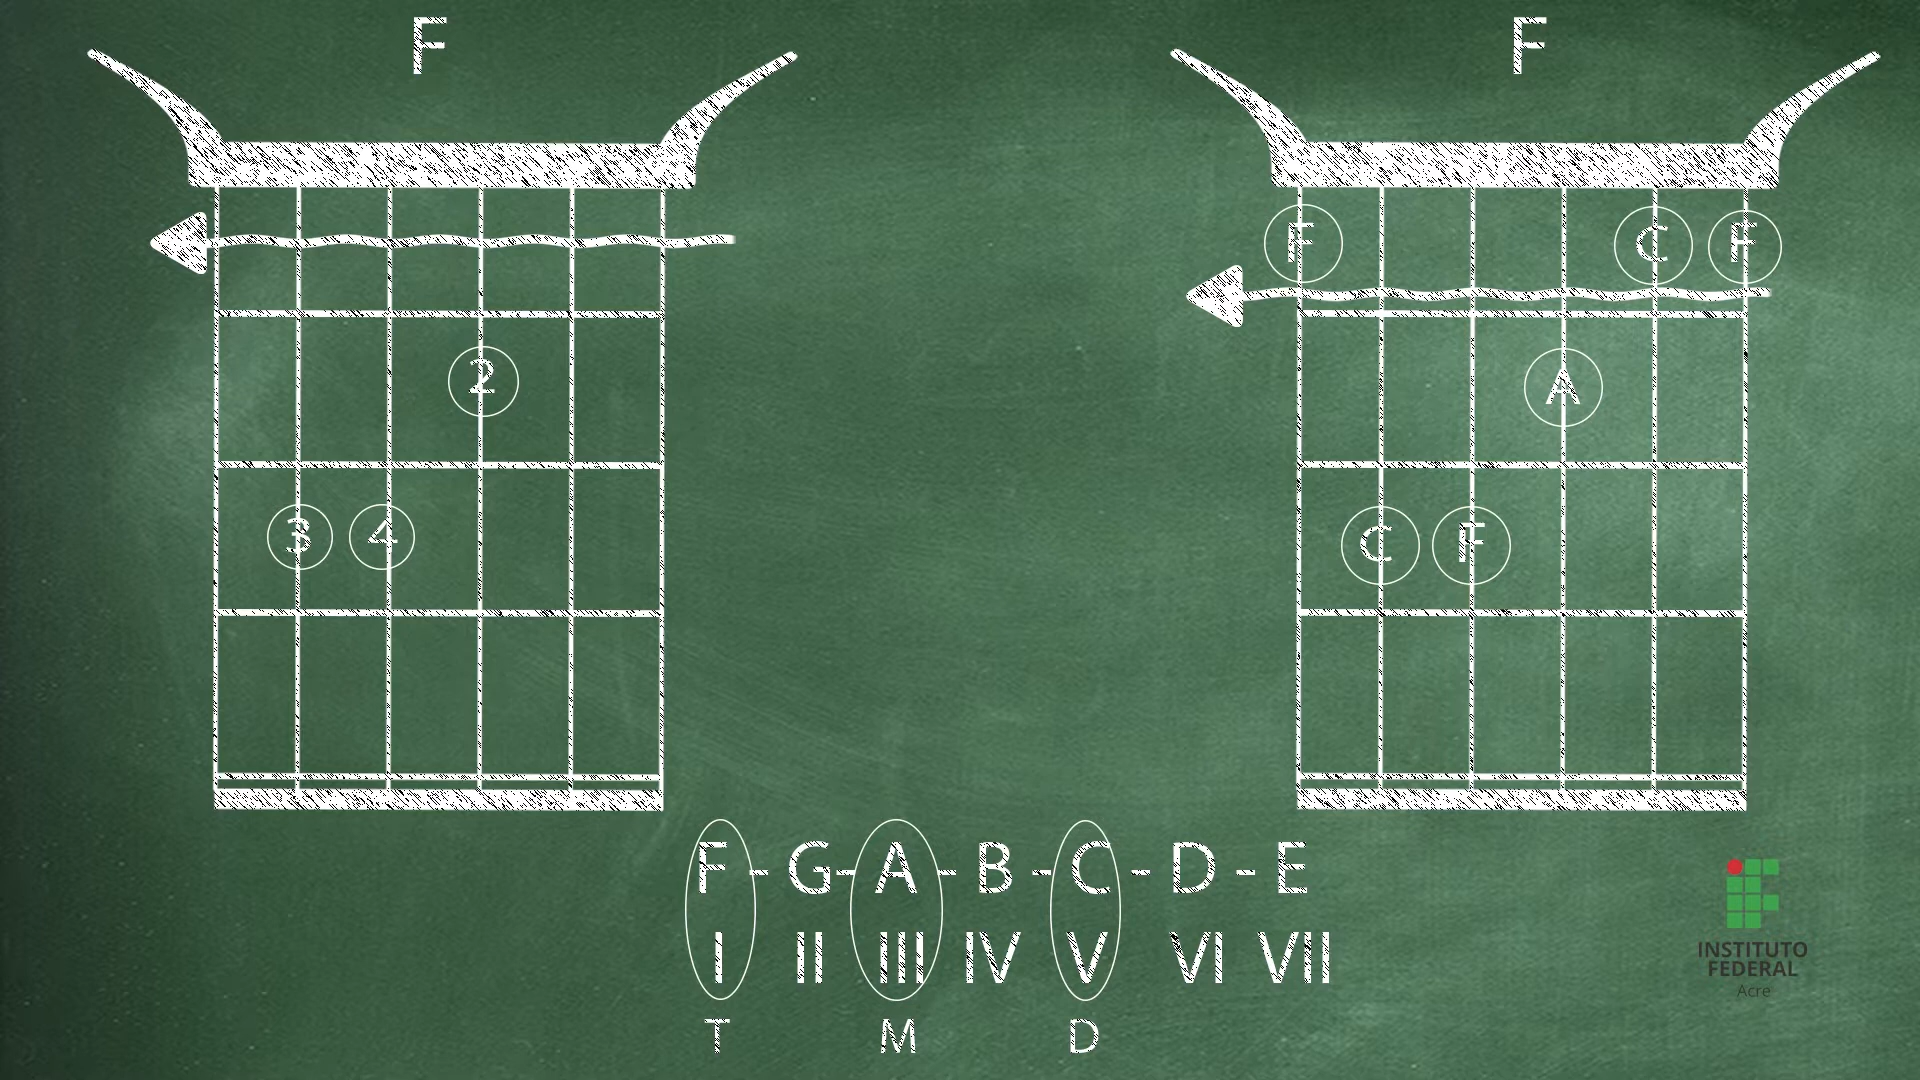 F
F
F C F
2
A
3 4
C F
F - G - A - B - C - D - E
I II III IV V VI VII
T M D
INSTITUTO
FEDERAL
Acre